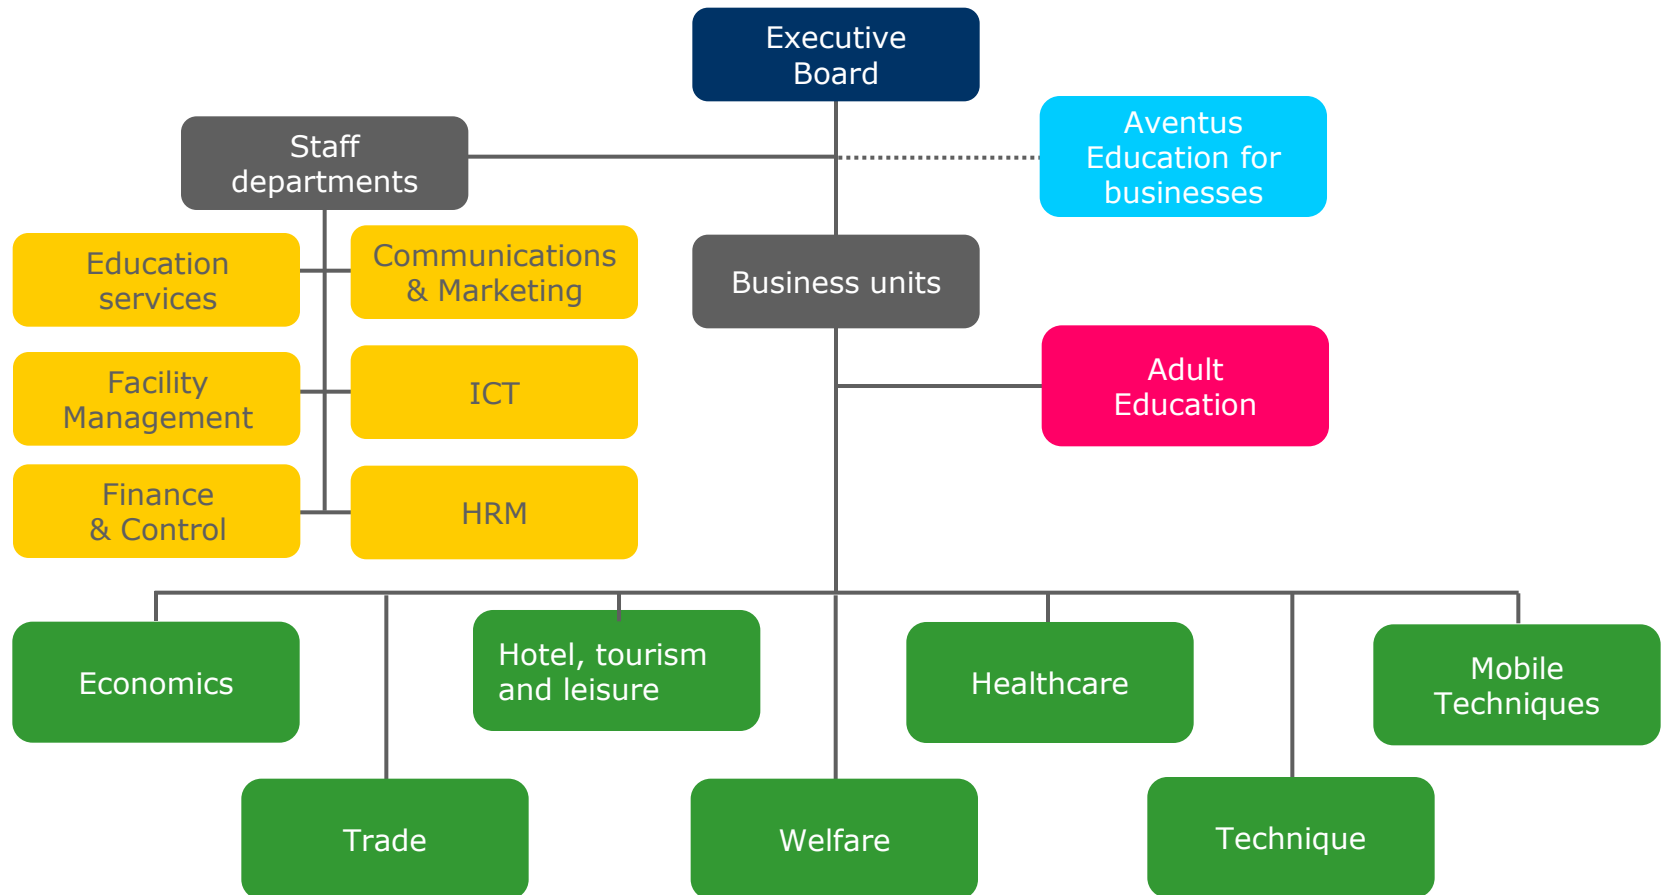 Executive
Board
Aventus
Education for
businesses
Staff
departments
Education
services
Communications
& Marketing
Business units
Facility
Management
ICT
Adult
Education
Finance
& Control
HRM
Economics
Hotel, tourism
and leisure
Healthcare
Mobile
Techniques
Trade
Welfare
Technique